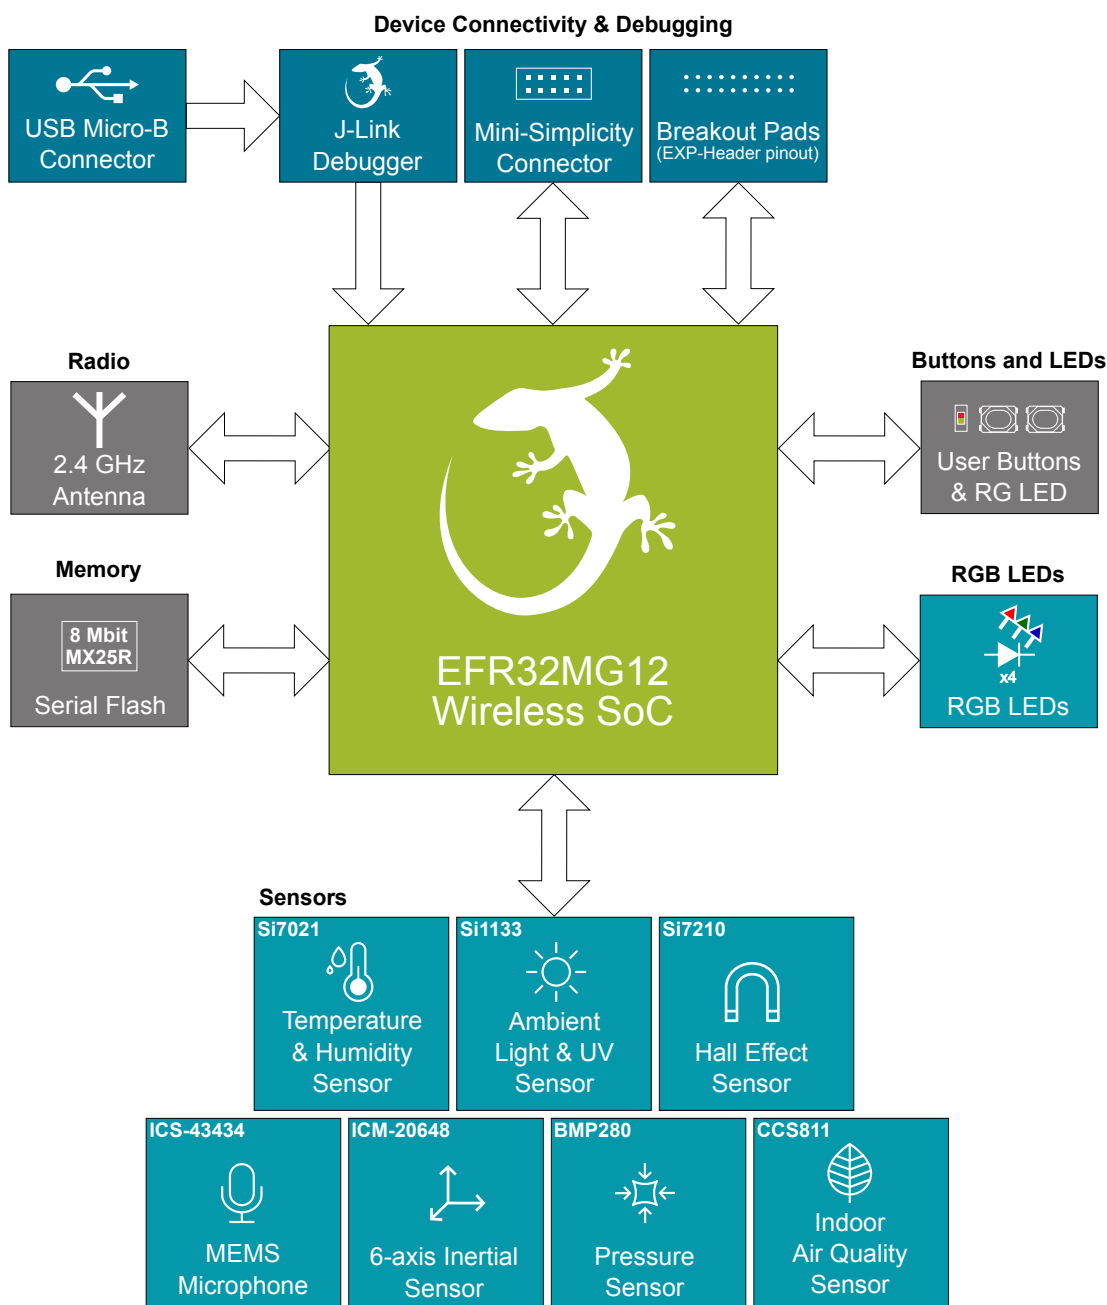 Device Connectivity & Debugging
USB Micro-B
Connector
J-Link
Debugger
Mini-Simplicity
Connector
Breakout Pads
(EXP-Header pinout)
Radio
2.4 GHz
Antenna
Buttons and LEDs
User Buttons
& RG LED
Memory
8 Mbit
MX25R
Serial Flash
EFR32MG12
Wireless SoC
RGB LEDs
x4
RGB LEDs
Sensors
Si7021
Temperature
& Humidity
Sensor
Si1133
Ambient
Light & UV
Sensor
Si7210
Hall Effect
Sensor
ICS-43434
MEMS
Microphone
ICM-20648
6-axis Inertial
Sensor
BMP280
Pressure
Sensor
CCS811
Indoor
Air Quality
Sensor